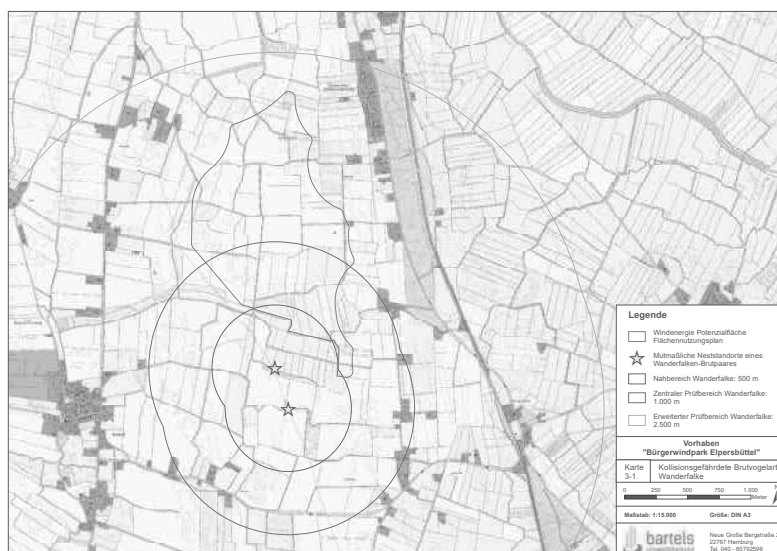 Legende
Windenergie Potenzialfläche
Flächennutzungsplan
Mutmaßliche Neststandorte eines
Wanderfalken-Brutpaares
Nahbereich Wanderfalke: 500 m
Zentraler Prüfbereich Wanderfalke:
1.000 m
Erweiterter Prüfbereich Wanderfalke:
2.500 m
Vorhaben
"Bürgerwindpark Elpersbüttel"
Karte
3-1
Kollisionsgefährdete Brutvogelart
Wanderfalke
0 250 500 750 1.000
Meter
Maßstab: 1:15.000 Größe: DIN A3
bartels
Neue Große Bergstraße
22767 Hamburg
Tel. 040 - 80792596